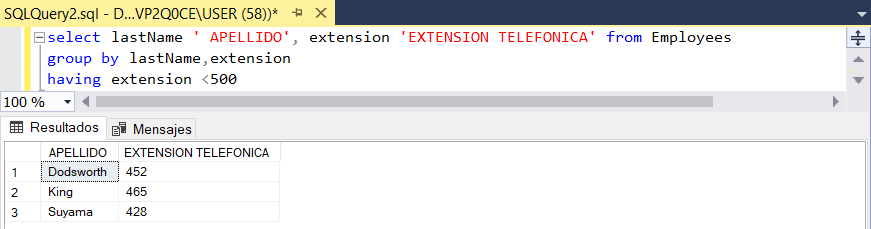 SQLQuery2.sql - D...VP2Q0CE\USER (58))*
select lastName ' APELLIDO', extension 'EXTENSION TELEFONICA' from Employees
group by lastName,extension
having extension <500
100 %
Resultados Mensajes
APELLIDO EXTENSION TELEFONICA
1 Dodsworth 452
2 King 465
3 Suyama 428